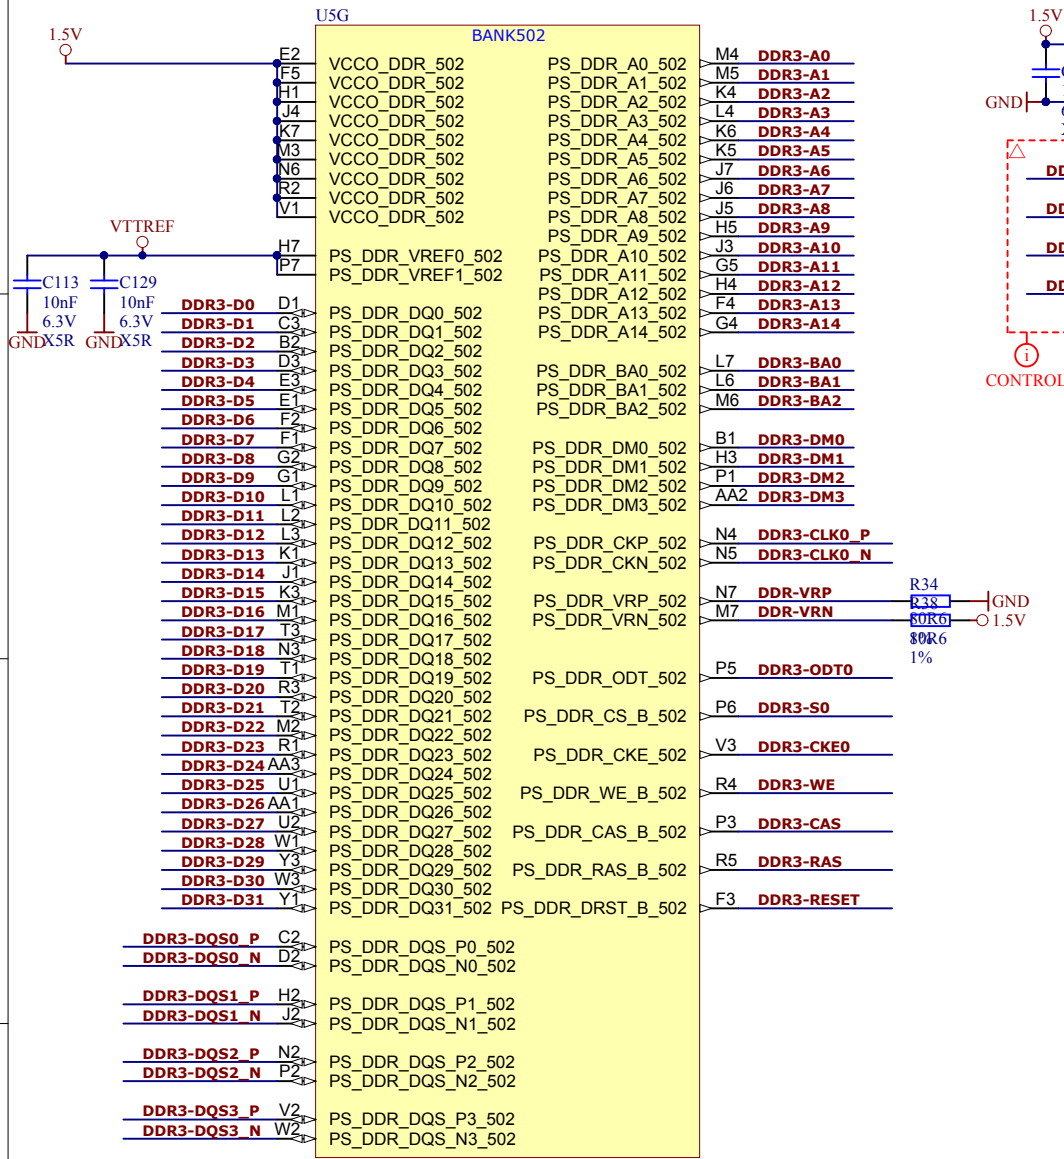 U5G
BANK502
1.5V
E2 VCCO_DDR_502
F5 VCCO_DDR_502
H1 VCCO_DDR_502
J4 VCCO_DDR_502
K7 VCCO_DDR_502
M3 VCCO_DDR_502
N6 VCCO_DDR_502
R2 VCCO_DDR_502
V1 VCCO_DDR_502
VTTREF
H7 PS_DDR_VREF0_502
P7 PS_DDR_VREF1_502
C113
10nF
6.3V
X5R
GND
C129
10nF
6.3V
X5R
GND
DDR3-D0 D1 PS_DDR_DQ0_502
DDR3-D1 C3 PS_DDR_DQ1_502
DDR3-D2 B2 PS_DDR_DQ2_502
DDR3-D3 D3 PS_DDR_DQ3_502
DDR3-D4 E3 PS_DDR_DQ4_502
DDR3-D5 E1 PS_DDR_DQ5_502
DDR3-D6 F2 PS_DDR_DQ6_502
DDR3-D7 F1 PS_DDR_DQ7_502
DDR3-D8 G2 PS_DDR_DQ8_502
DDR3-D9 G1 PS_DDR_DQ9_502
DDR3-D10 L1 PS_DDR_DQ10_502
DDR3-D11 L2 PS_DDR_DQ11_502
DDR3-D12 L3 PS_DDR_DQ12_502
DDR3-D13 K1 PS_DDR_DQ13_502
DDR3-D14 J1 PS_DDR_DQ14_502
DDR3-D15 K3 PS_DDR_DQ15_502
DDR3-D16 M1 PS_DDR_DQ16_502
DDR3-D17 T3 PS_DDR_DQ17_502
DDR3-D18 N3 PS_DDR_DQ18_502
DDR3-D19 T1 PS_DDR_DQ19_502
DDR3-D20 R3 PS_DDR_DQ20_502
DDR3-D21 T2 PS_DDR_DQ21_502
DDR3-D22 M2 PS_DDR_DQ22_502
DDR3-D23 R1 PS_DDR_DQ23_502
DDR3-D24 AA3 PS_DDR_DQ24_502
DDR3-D25 U1 PS_DDR_DQ25_502
DDR3-D26 AA1 PS_DDR_DQ26_502
DDR3-D27 U2 PS_DDR_DQ27_502
DDR3-D28 W1 PS_DDR_DQ28_502
DDR3-D29 Y3 PS_DDR_DQ29_502
DDR3-D30 W3 PS_DDR_DQ30_502
DDR3-D31 Y1 PS_DDR_DQ31_502
DDR3-DQS0_P C2 PS_DDR_DQS_P0_502
DDR3-DQS0_N D2 PS_DDR_DQS_N0_502
DDR3-DQS1_P H2 PS_DDR_DQS_P1_502
DDR3-DQS1_N J2 PS_DDR_DQS_N1_502
DDR3-DQS2_P N2 PS_DDR_DQS_P2_502
DDR3-DQS2_N P2 PS_DDR_DQS_N2_502
DDR3-DQS3_P V2 PS_DDR_DQS_P3_502
DDR3-DQS3_N W2 PS_DDR_DQS_N3_502
PS_DDR_A0_502 M4 DDR3-A0
PS_DDR_A1_502 M5 DDR3-A1
PS_DDR_A2_502 K4 DDR3-A2
PS_DDR_A3_502 L4 DDR3-A3
PS_DDR_A4_502 K6 DDR3-A4
PS_DDR_A5_502 K5 DDR3-A5
PS_DDR_A6_502 J7 DDR3-A6
PS_DDR_A7_502 J6 DDR3-A7
PS_DDR_A8_502 J5 DDR3-A8
PS_DDR_A9_502 H5 DDR3-A9
PS_DDR_A10_502 J3 DDR3-A10
PS_DDR_A11_502 G5 DDR3-A11
PS_DDR_A12_502 H4 DDR3-A12
PS_DDR_A13_502 F4 DDR3-A13
PS_DDR_A14_502 G4 DDR3-A14
PS_DDR_BA0_502 L7 DDR3-BA0
PS_DDR_BA1_502 L6 DDR3-BA1
PS_DDR_BA2_502 M6 DDR3-BA2
PS_DDR_DM0_502 B1 DDR3-DM0
PS_DDR_DM1_502 H3 DDR3-DM1
PS_DDR_DM2_502 P1 DDR3-DM2
PS_DDR_DM3_502 AA2 DDR3-DM3
PS_DDR_CKP_502 N4 DDR3-CLK0_P
PS_DDR_CKN_502 N5 DDR3-CLK0_N
PS_DDR_VRP_502 N7 DDR-VRP
PS_DDR_VRN_502 M7 DDR-VRN
R34
GND
R38
80R6
1.5V
80R6
1%
PS_DDR_ODT_502 P5 DDR3-ODT0
PS_DDR_CS_B_502 P6 DDR3-S0
PS_DDR_CKE_502 V3 DDR3-CKE0
PS_DDR_WE_B_502 R4 DDR3-WE
PS_DDR_CAS_B_502 P3 DDR3-CAS
PS_DDR_RAS_B_502 R5 DDR3-RAS
PS_DDR_DRST_B_502 F3 DDR3-RESET
1.5V
GND
i
CONTROL